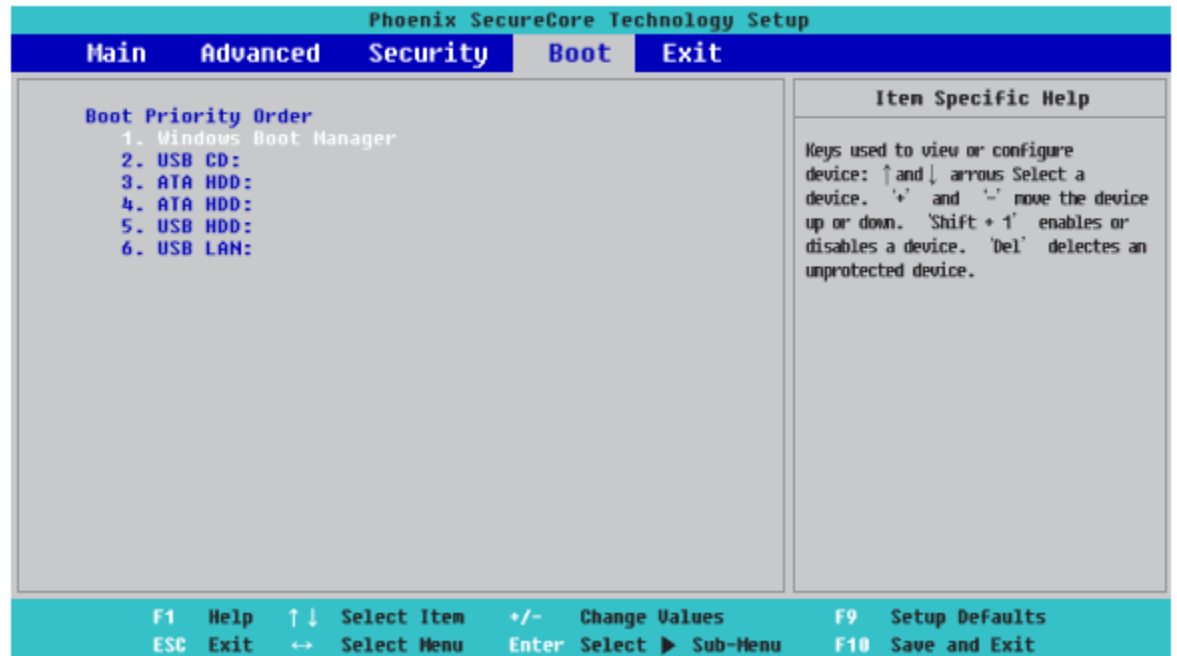 Phoenix SecureCore Technology Setup
Main Advanced Security Boot Exit
Boot Priority Order
1. Windows Boot Manager
2. USB CD:
3. ATA HDD:
4. ATA HDD:
5. USB HDD:
6. USB LAN:
Item Specific Help
Keys used to view or configure
device: ↑ and ↓ arrows Select a
device. '+' and '-' move the device
up or down. 'Shift + 1' enables or
disables a device. 'Del' delectes an
unprotected device.
F1 Help ↑↓ Select Item +/- Change Values F9 Setup Defaults
ESC Exit ↔ Select Menu Enter Select ▶ Sub-Menu F10 Save and Exit